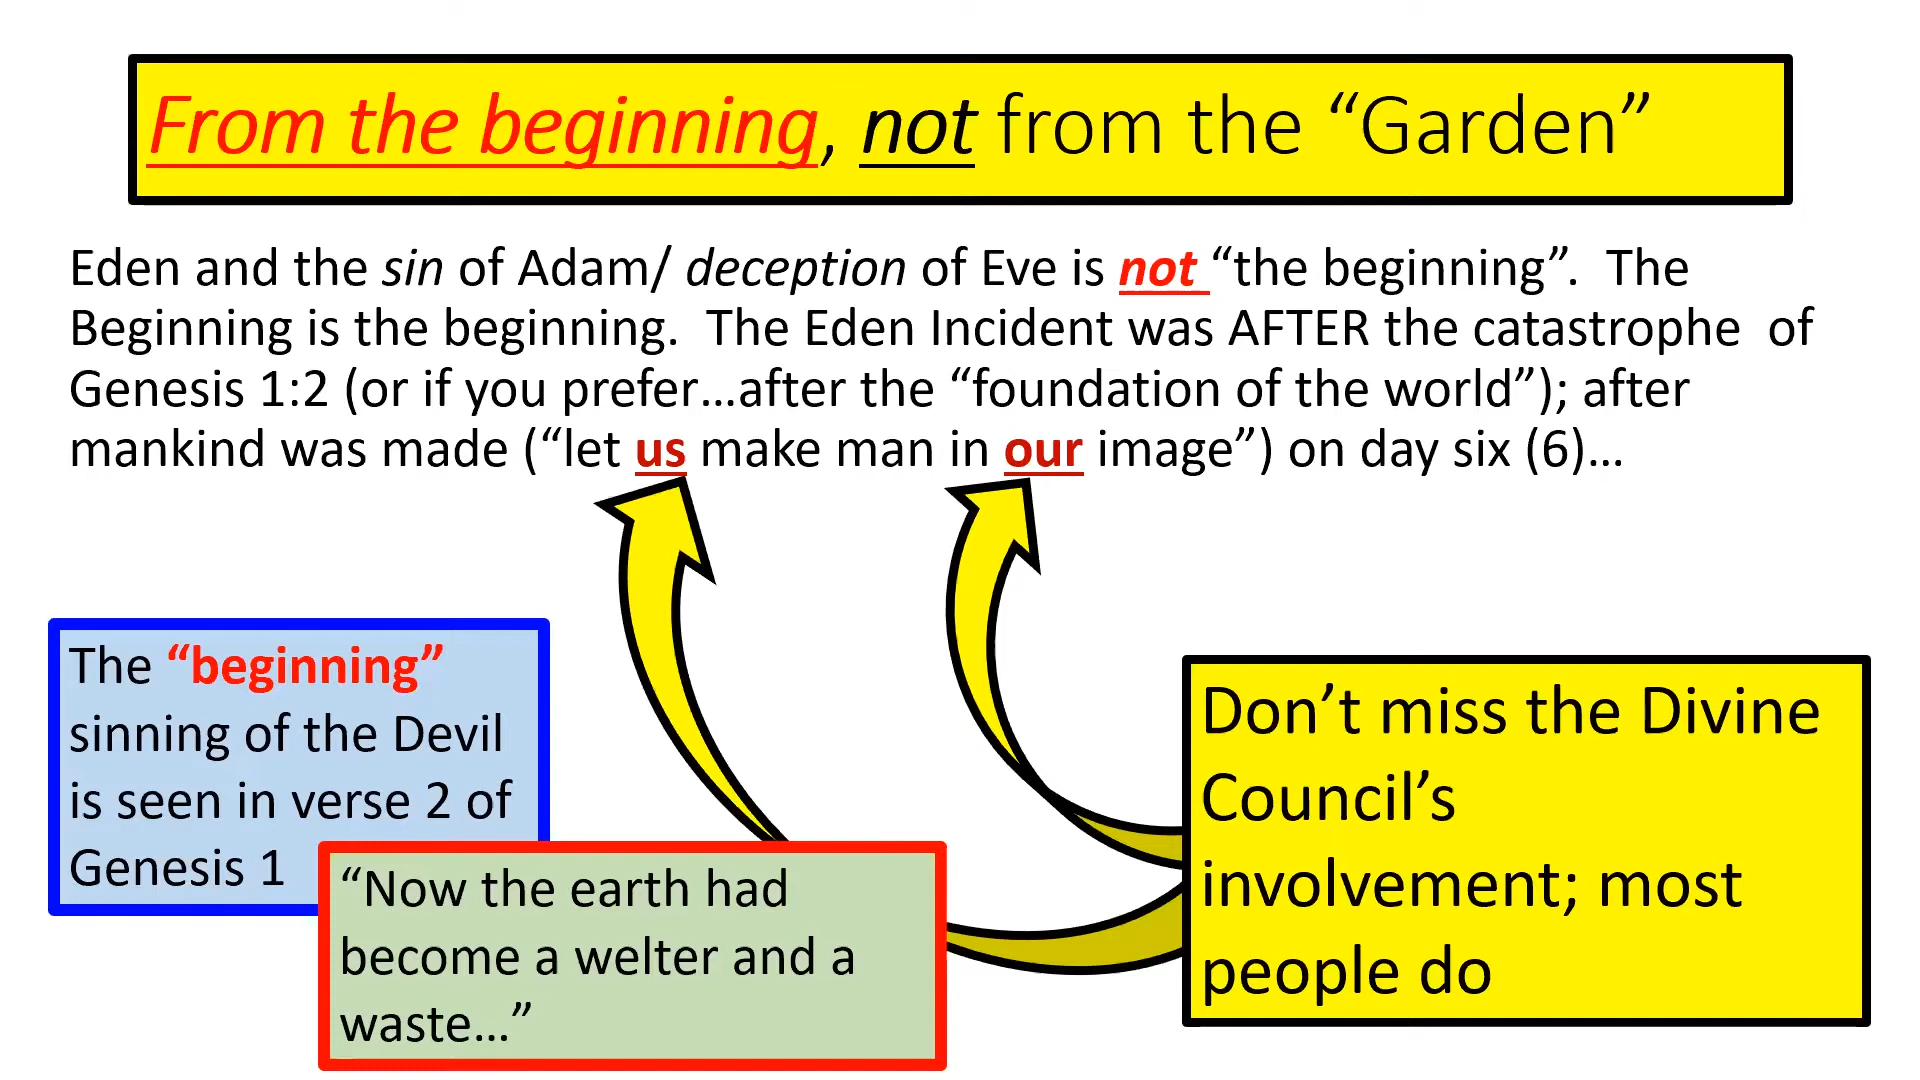 From the beginning, not from the “Garden”
Eden and the sin of Adam/ deception of Eve is not “the beginning”.  The
Beginning is the beginning.  The Eden Incident was AFTER the catastrophe  of
Genesis 1:2 (or if you prefer…after the “foundation of the world”); after
mankind was made (“let us make man in our image”) on day six (6)…
The “beginning”
sinning of the Devil
is seen in verse 2 of
Genesis 1
“Now the earth had
become a welter and a
waste…”
Don’t miss the Divine
Council’s
involvement; most
people do